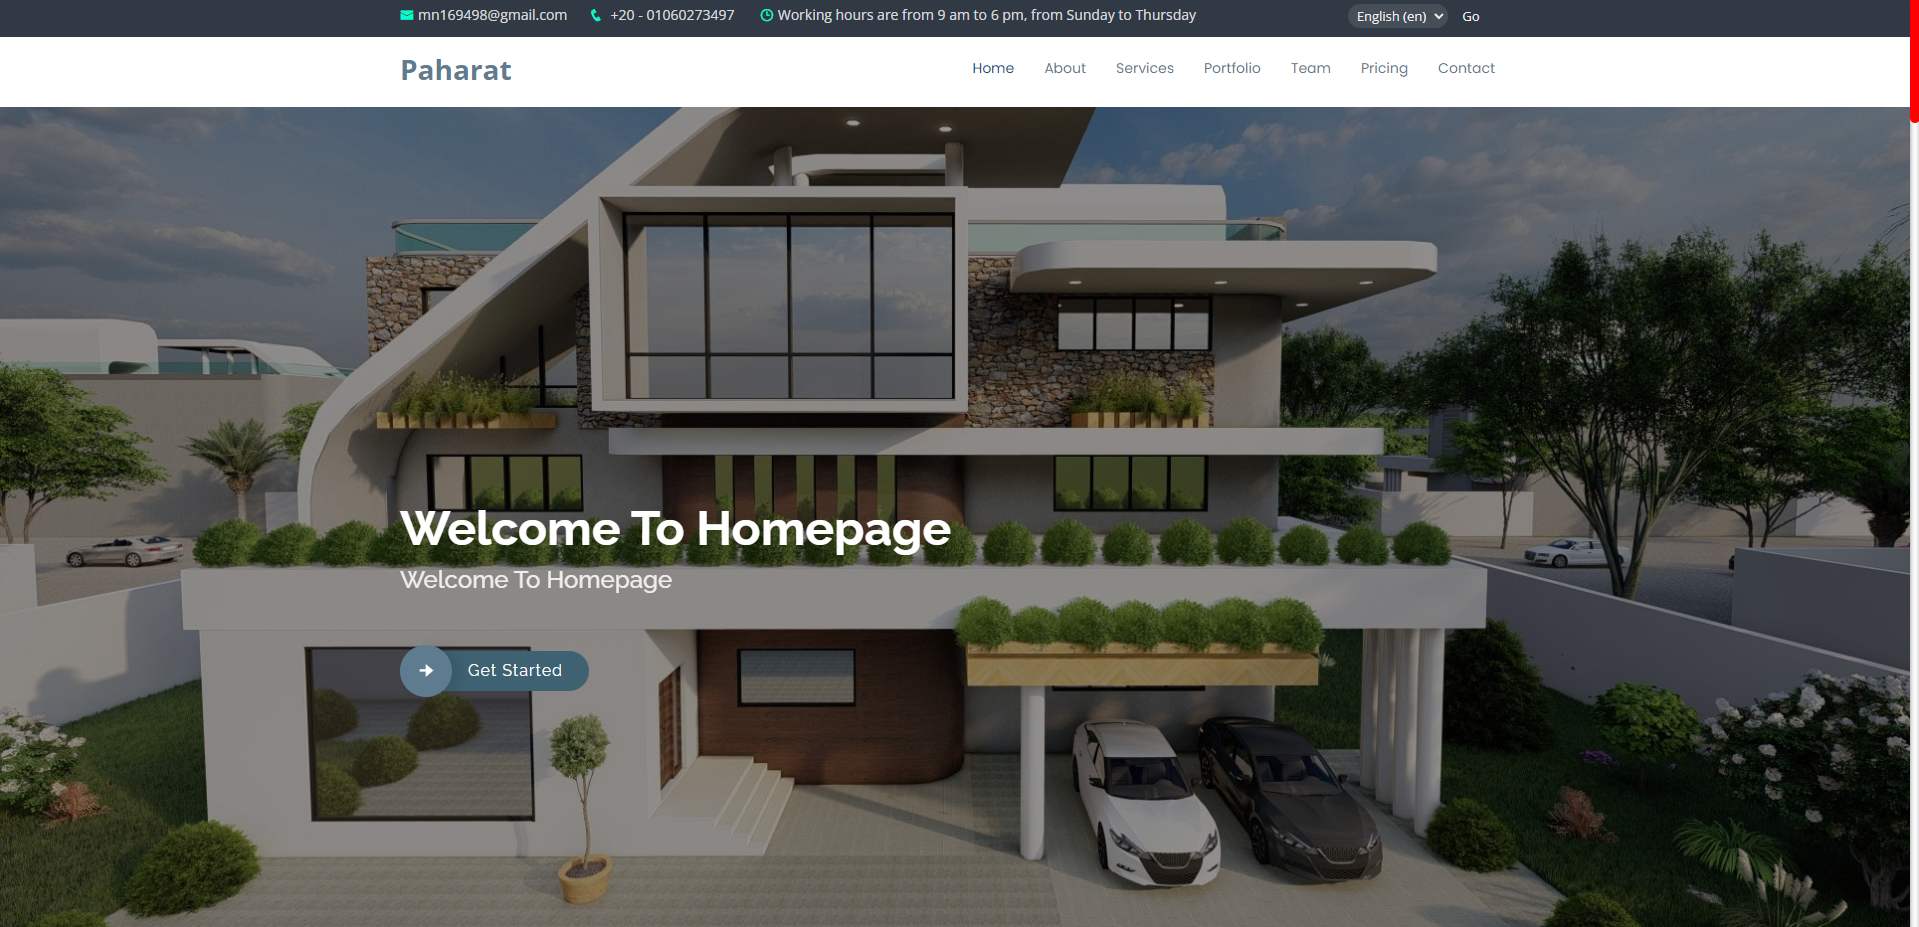 mn169498@gmail.com +20 - 01060273497 Working hours are from 9 am to 6 pm, from Sunday to Thursday English (en) Go
Paharat Home About Services Portfolio Team Pricing Contact
Welcome To Homepage
Welcome To Homepage
Get Started